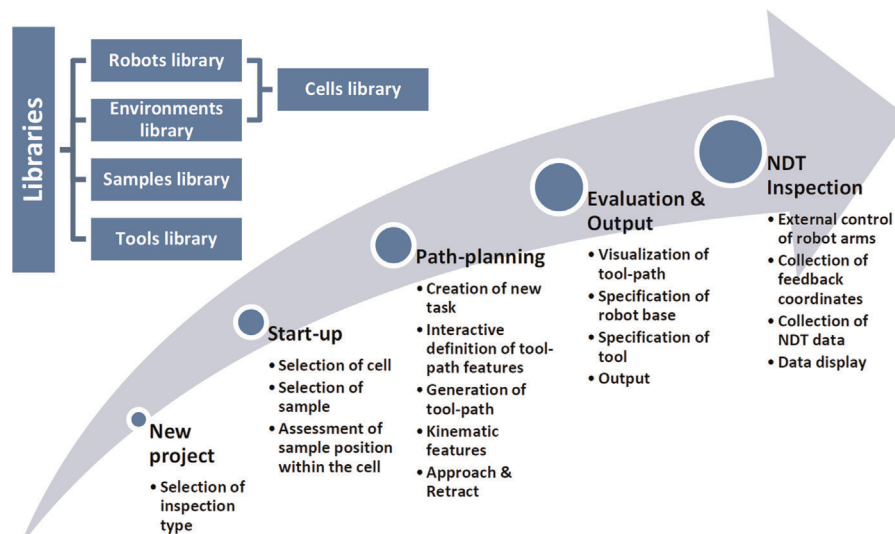 Libraries
Robots library
Environments
library
Samples library
Tools library
Cells library
New
project
• Selection of
inspection
type
Start-up
• Selection of cell
• Selection of
sample
• Assessment of
sample position
within the cell
Path-planning
• Creation of new
task
• Interactive
definition of tool-
path features
• Generation of
tool-path
• Kinematic
features
• Approach &
Retract
Evaluation &
Output
• Visualization of
tool-path
• Specification of
robot base
• Specification of
tool
• Output
NDT
Inspection
• External control
of robot arms
• Collection of
feedback
coordinates
• Collection of
NDT data
• Data display